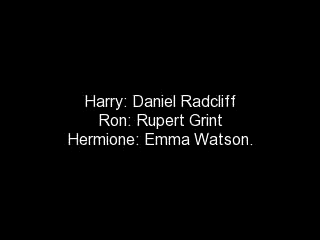 Harry: Daniel Radcliff
Ron: Rupert Grint
Hermione: Emma Watson.